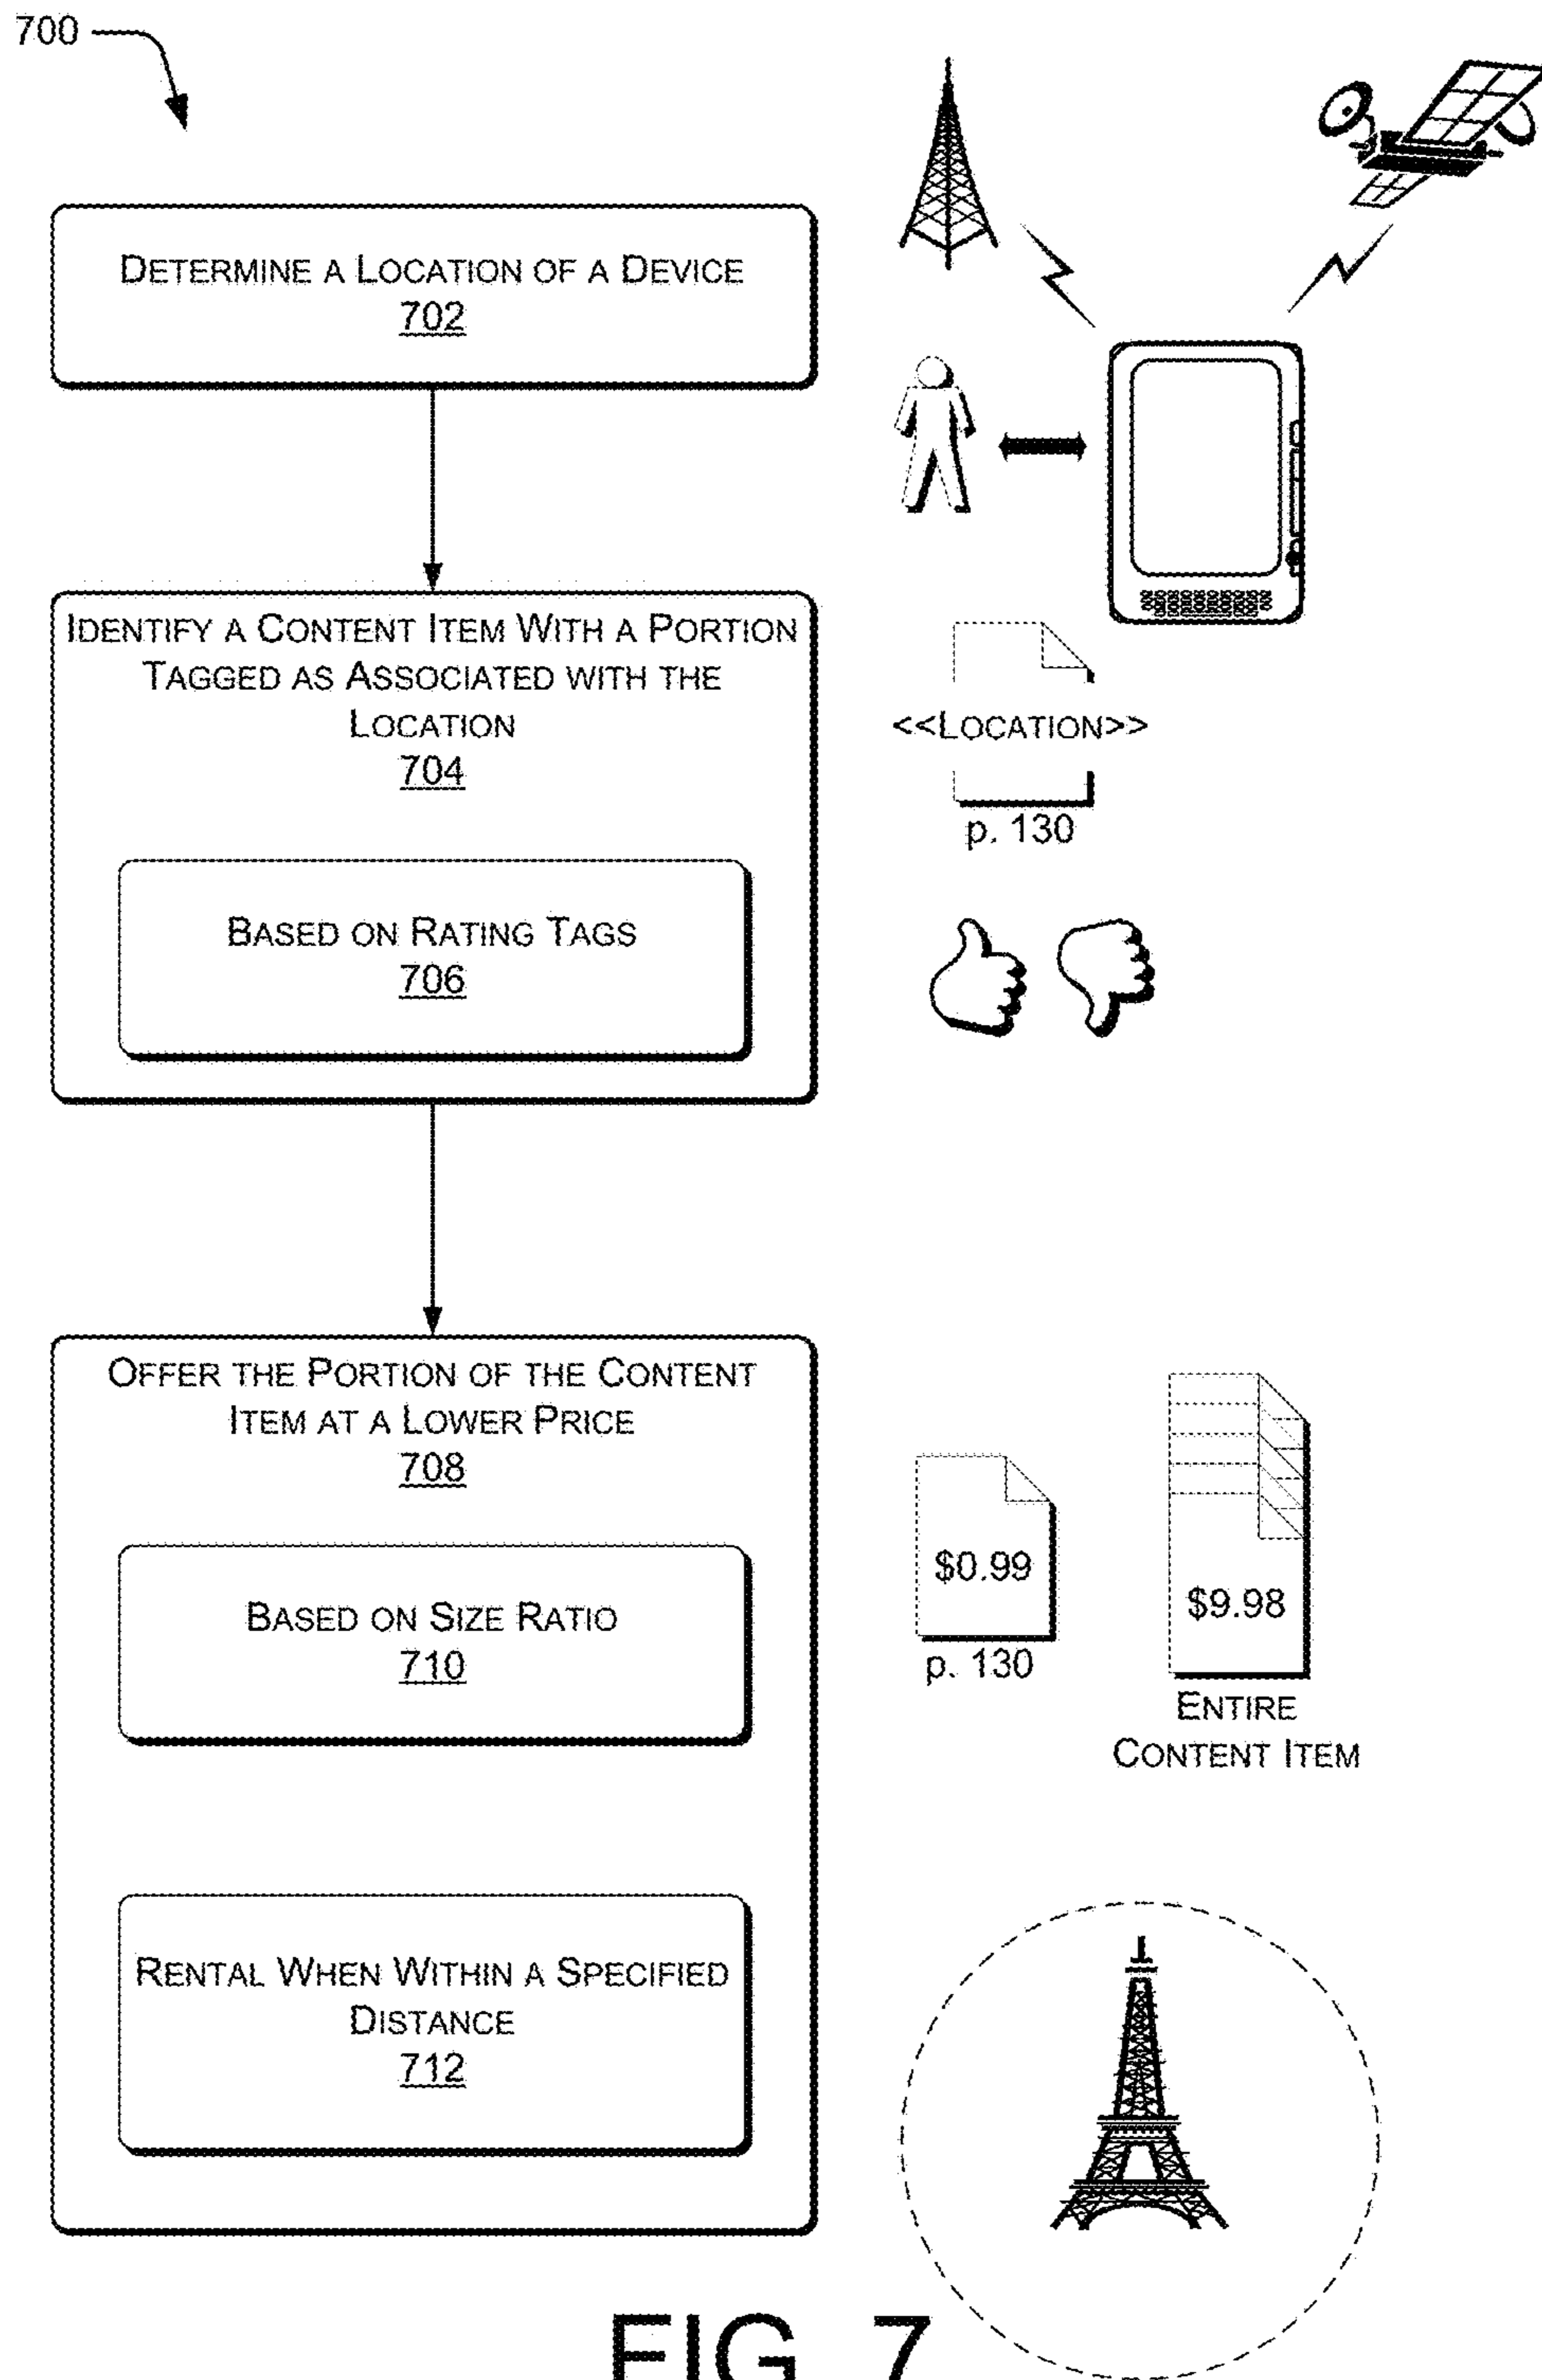 700
DETERMINE A LOCATION OF A DEVICE
702
IDENTIFY A CONTENT ITEM WITH A PORTION
TAGGED AS ASSOCIATED WITH THE
LOCATION
704
<<LOCATION>>
p. 130
BASED ON RATING TAGS
706
OFFER THE PORTION OF THE CONTENT
ITEM AT A LOWER PRICE
708
BASED ON SIZE RATIO
710
$0.99
p. 130
$9.98
ENTIRE
CONTENT ITEM
RENTAL WHEN WITHIN A SPECIFIED
DISTANCE
712
FIG. 7